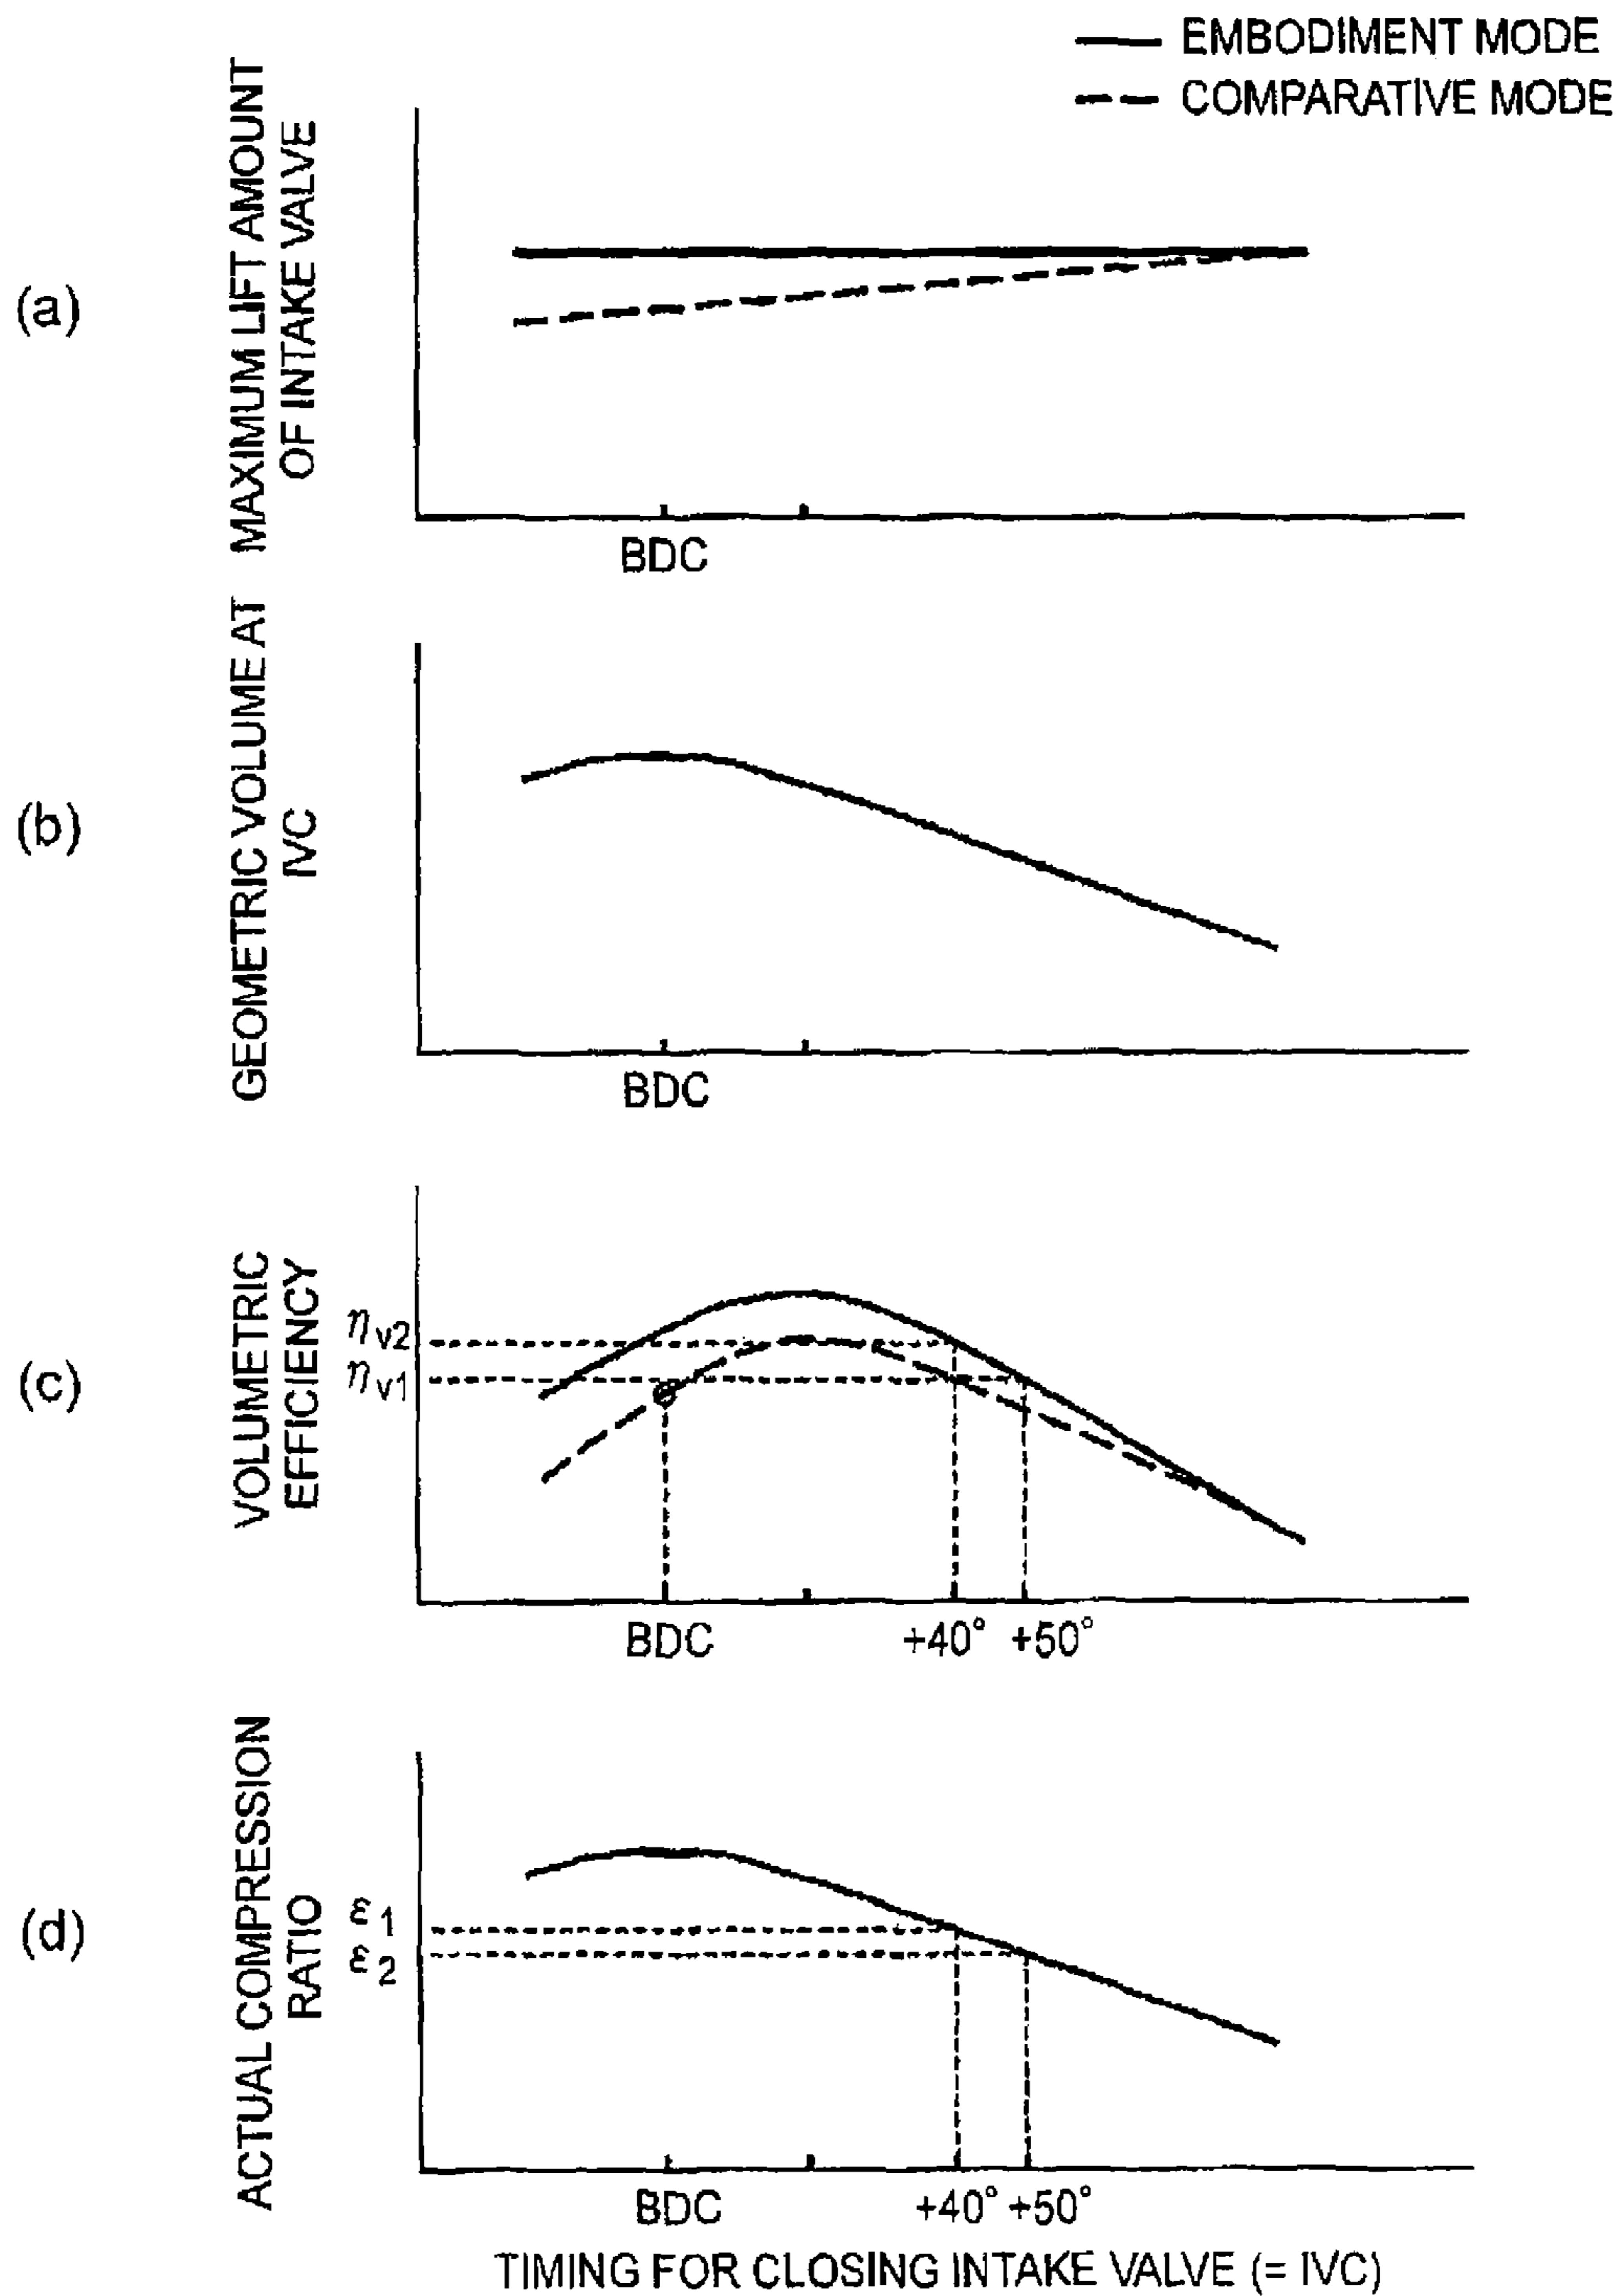 EMBODIMENT MODE
COMPARATIVE MODE
(a)
MAXIMUM LIFT AMOUNT
OF INTAKE VALVE
BDC
(b)
GEOMETRIC VOLUME AT
IVC
BDC
(c)
VOLUMETRIC
EFFICIENCY
ηv2
ηv1
BDC
+40° +50°
(d)
ACTUAL COMPRESSION
RATIO
ε1
ε2
BDC
+40° +50°
TIMING FOR CLOSING INTAKE VALVE (= IVC)